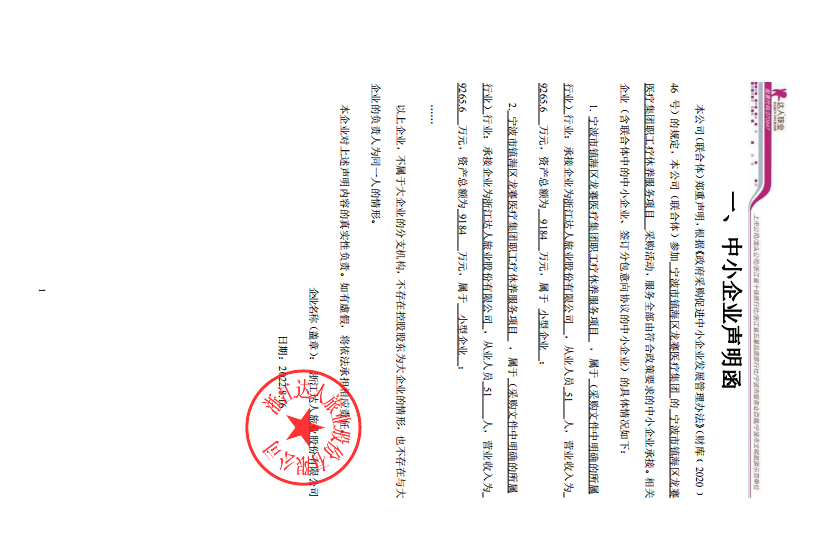 达人旅业
一、中小企业声明函
本公司（联合体）郑重声明，根据《政府采购促进中小企业发展管理办法》（财库﹝2020﹞
46 号）的规定，本公司（联合体）参加 宁波市镇海区龙赛医疗集团 的 宁波市镇海区龙赛
医疗集团职工疗休养服务项目 采购活动，服务全部由符合政策要求的中小企业承接。相关
企业（含联合体中的中小企业、签订分包意向协议的中小企业）的具体情况如下：
1. 宁波市镇海区龙赛医疗集团职工疗休养服务项目 ，属于（采购文件中明确的所属
行业）行业；承接企业为浙江达人旅业股份有限公司 ，从业人员 51 人，营业收入为
9265.6 万元，资产总额为 9184 万元，属于 小型企业 ；
2. 宁波市镇海区龙赛医疗集团职工疗休养服务项目 ，属于（采购文件中明确的所属
行业）行业；承接企业为浙江达人旅业股份有限公司 ，从业人员 51 人，营业收入为
9265.6 万元，资产总额为 9184 万元，属于 小型企业 ；
……
以上企业，不属于大企业的分支机构，不存在控股股东为大企业的情形，也不存在与大
企业的负责人为同一人的情形。
本企业对上述声明内容的真实性负责。如有虚假，将依法承担相应责任。
企业名称（盖章）：浙江达人旅业股份有限公司
日期：2022.8.16
浙江达人旅业股份有限公司
1